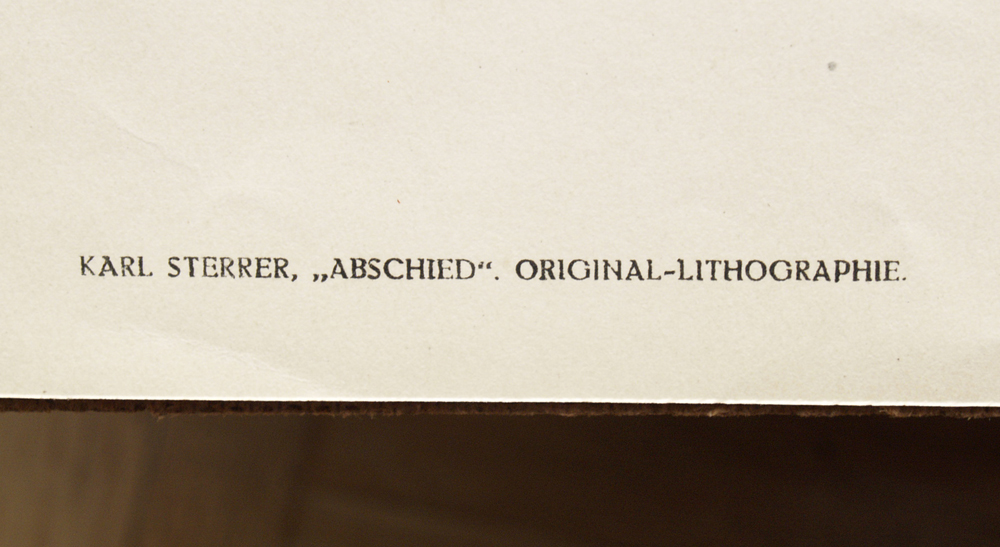 KARL STERRER, „ABSCHIED“. ORIGINAL-LITHOGRAPHIE.